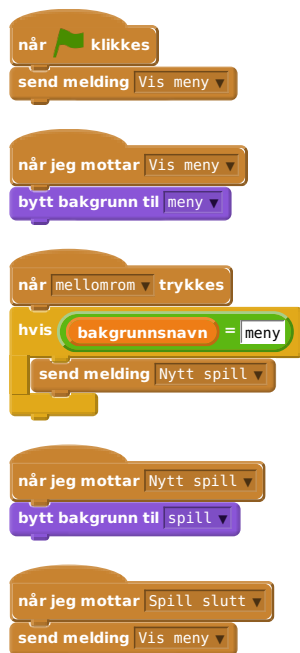 når klikkes
send melding Vis meny
når jeg mottar Vis meny
bytt bakgrunn til meny
når mellomrom trykkes
hvis bakgrunnsnavn = meny
send melding Nytt spill
når jeg mottar Nytt spill
bytt bakgrunn til spill
når jeg mottar Spill slutt
send melding Vis meny